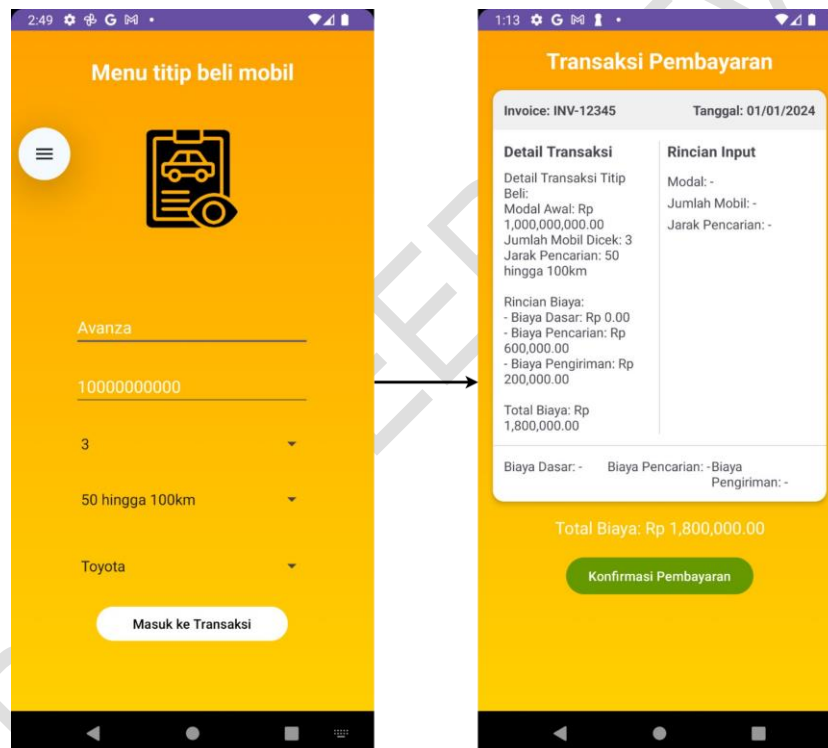 2:49
Menu titip beli mobil
Avanza
10000000000
3
50 hingga 100km
Toyota
Masuk ke Transaksi
1:13
Transaksi Pembayaran
Invoice: INV-12345
Tanggal: 01/01/2024
Detail Transaksi
Detail Transaksi Titip
Beli:
Modal Awal: Rp
1,000,000,000.00
Jumlah Mobil Dicek: 3
Jarak Pencarian: 50
hingga 100km
Rincian Biaya:
- Biaya Dasar: Rp 0.00
- Biaya Pencarian: Rp
600,000.00
- Biaya Pengiriman: Rp
200,000.00
Total Biaya: Rp
1,800,000.00
Rincian Input
Modal: -
Jumlah Mobil: -
Jarak Pencarian: -
Biaya Dasar: -
Biaya Pencarian: -
Biaya
Pengiriman: -
Total Biaya: Rp 1,800,000.00
Konfirmasi Pembayaran